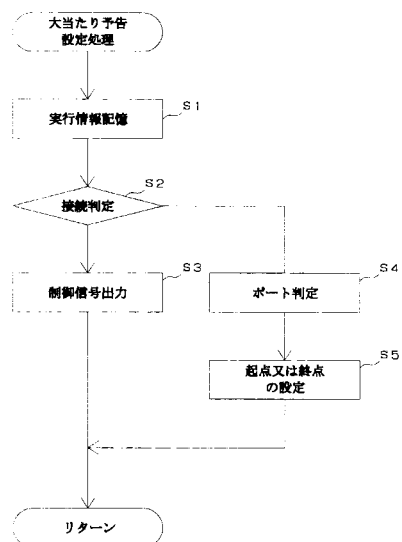 大当たり予告
設定処理
S1
実行情報記憶
S2
接続判定
S3
制御信号出力
S4
ポート判定
S5
起点又は終点
の設定
リターン